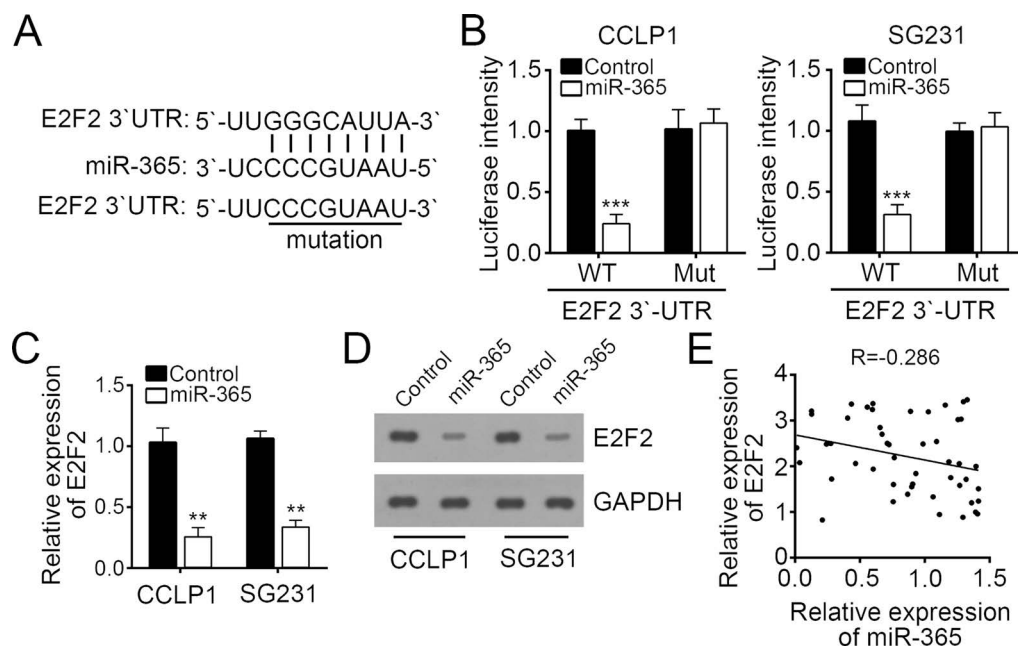 A
E2F2 3`UTR: 5`-UUGGGCAUUA-3`
miR-365: 3`-UCCCCGUAAU-5`
E2F2 3`UTR: 5`-UUCCCGUAAU-3`
mutation
B
CCLP1
Control
miR-365
Luciferase intensity
1.5
1.0
0.5
0.0
***
WT
Mut
E2F2 3`-UTR
SG231
Control
miR-365
Luciferase intensity
1.5
1.0
0.5
0.0
***
WT
Mut
E2F2 3`-UTR
C
Control
miR-365
Relative expression
of E2F2
1.5
1.0
0.5
0.0
**
**
CCLP1
SG231
D
Control
miR-365
Control
miR-365
E2F2
GAPDH
CCLP1
SG231
E
R=-0.286
Relative expression
of E2F2
4
3
2
1
0
0.0
0.5
1.0
1.5
Relative expression
of miR-365